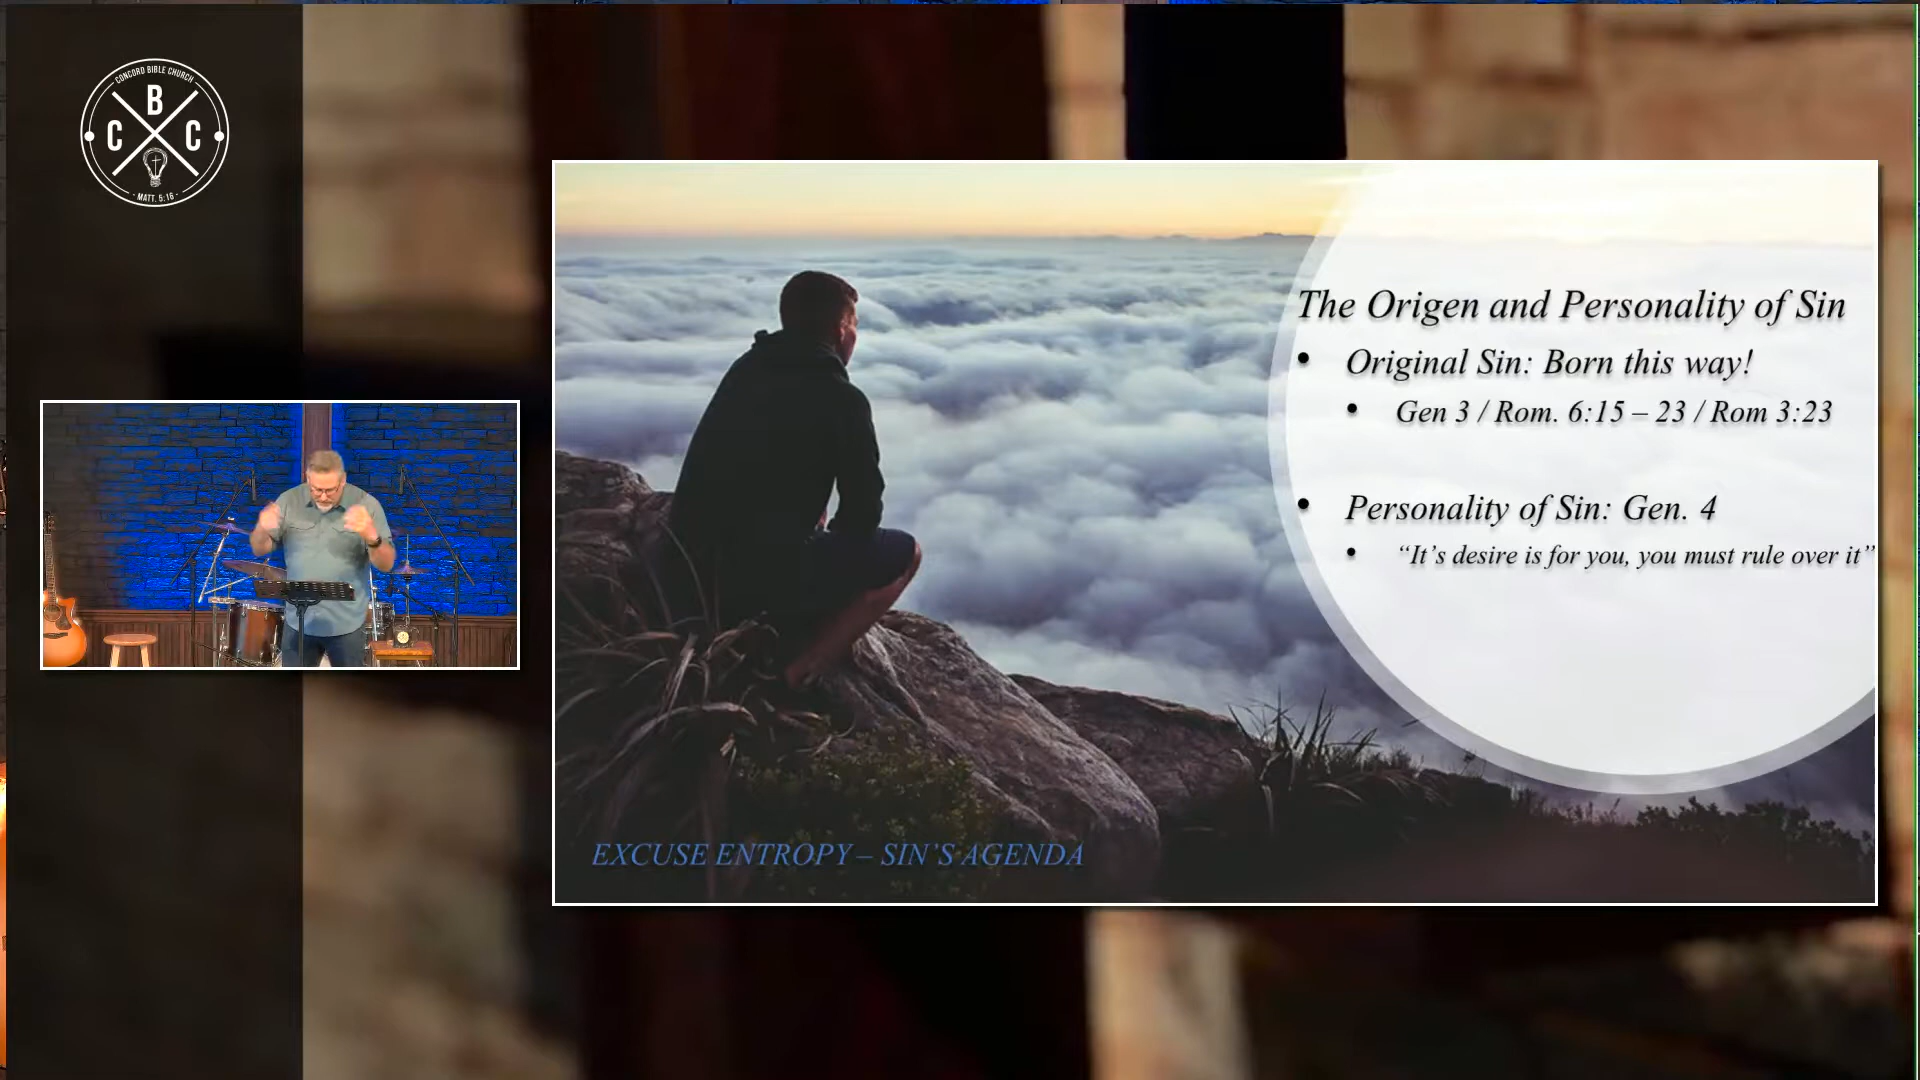 CONCORD BIBLE CHURCH
B
C C
· MATT. 5:16 ·
The Origen and Personality of Sin
• Original Sin: Born this way!
• Gen 3 / Rom. 6:15 – 23 / Rom 3:23
• Personality of Sin: Gen. 4
• “It’s desire is for you, you must rule over it”
EXCUSE ENTROPY – SIN’S AGENDA